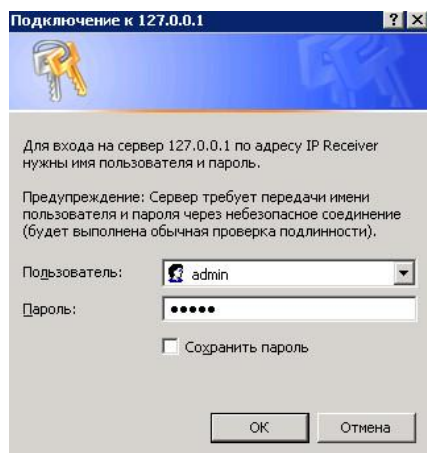 Подключение к 127.0.0.1
Для входа на сервер 127.0.0.1 по адресу IP Receiver
нужны имя пользователя и пароль.
Предупреждение: Сервер требует передачи имени
пользователя и пароля через небезопасное соединение
(будет выполнена обычная проверка подлинности).
Пользователь: admin
Пароль: •••••
Сохранить пароль
OK Отмена